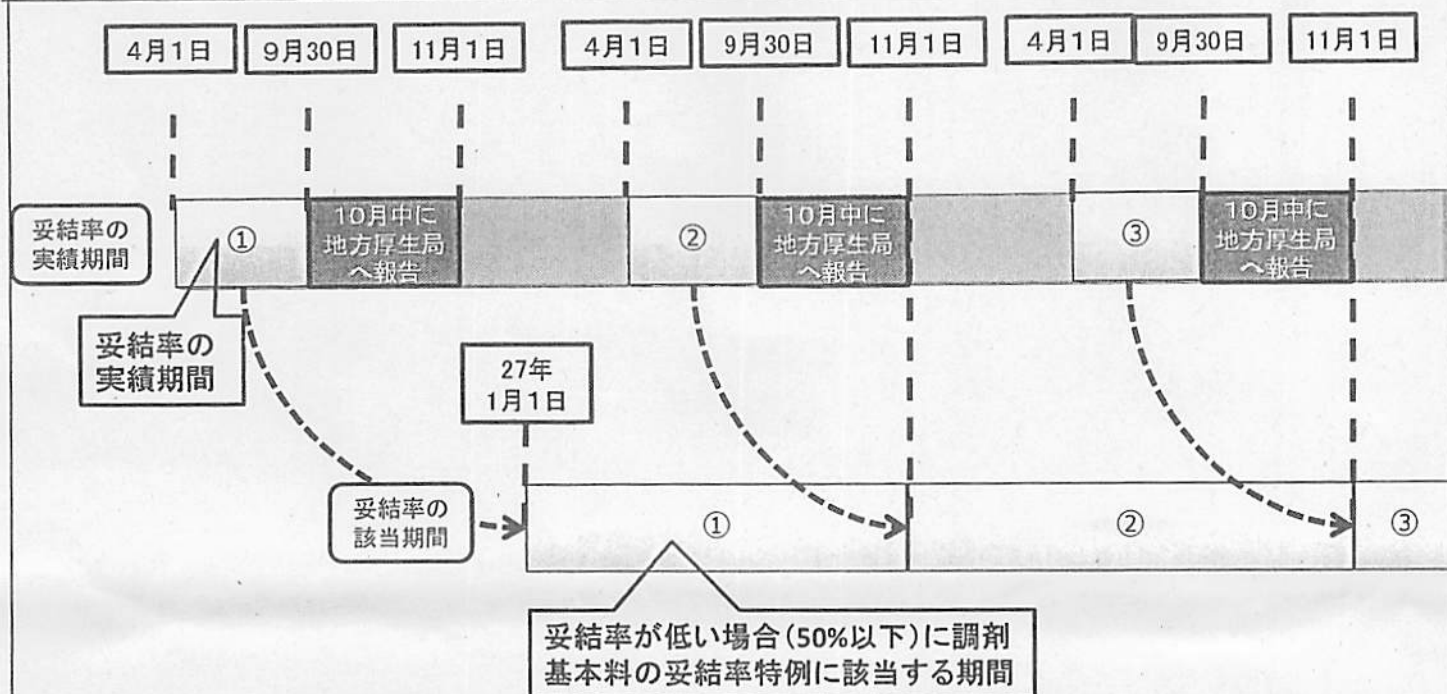 4月1日
9月30日
11月1日
4月1日
9月30日
11月1日
4月1日
9月30日
11月1日
妥結率の
実績期間
①
10月中に
地方厚生局
へ報告
②
10月中に
地方厚生局
へ報告
③
10月中に
地方厚生局
へ報告
妥結率の
実績期間
27年
1月1日
妥結率の
該当期間
①
②
③
妥結率が低い場合(50%以下)に調剤
基本料の妥結率特例に該当する期間